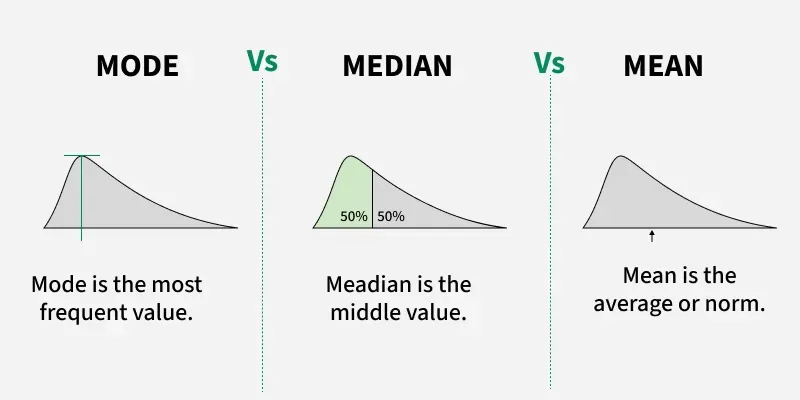 MODE
Vs
MEDIAN
Vs
MEAN
50% 50%
Mode is the most
frequent value.
Meadian is the
middle value.
Mean is the
average or norm.